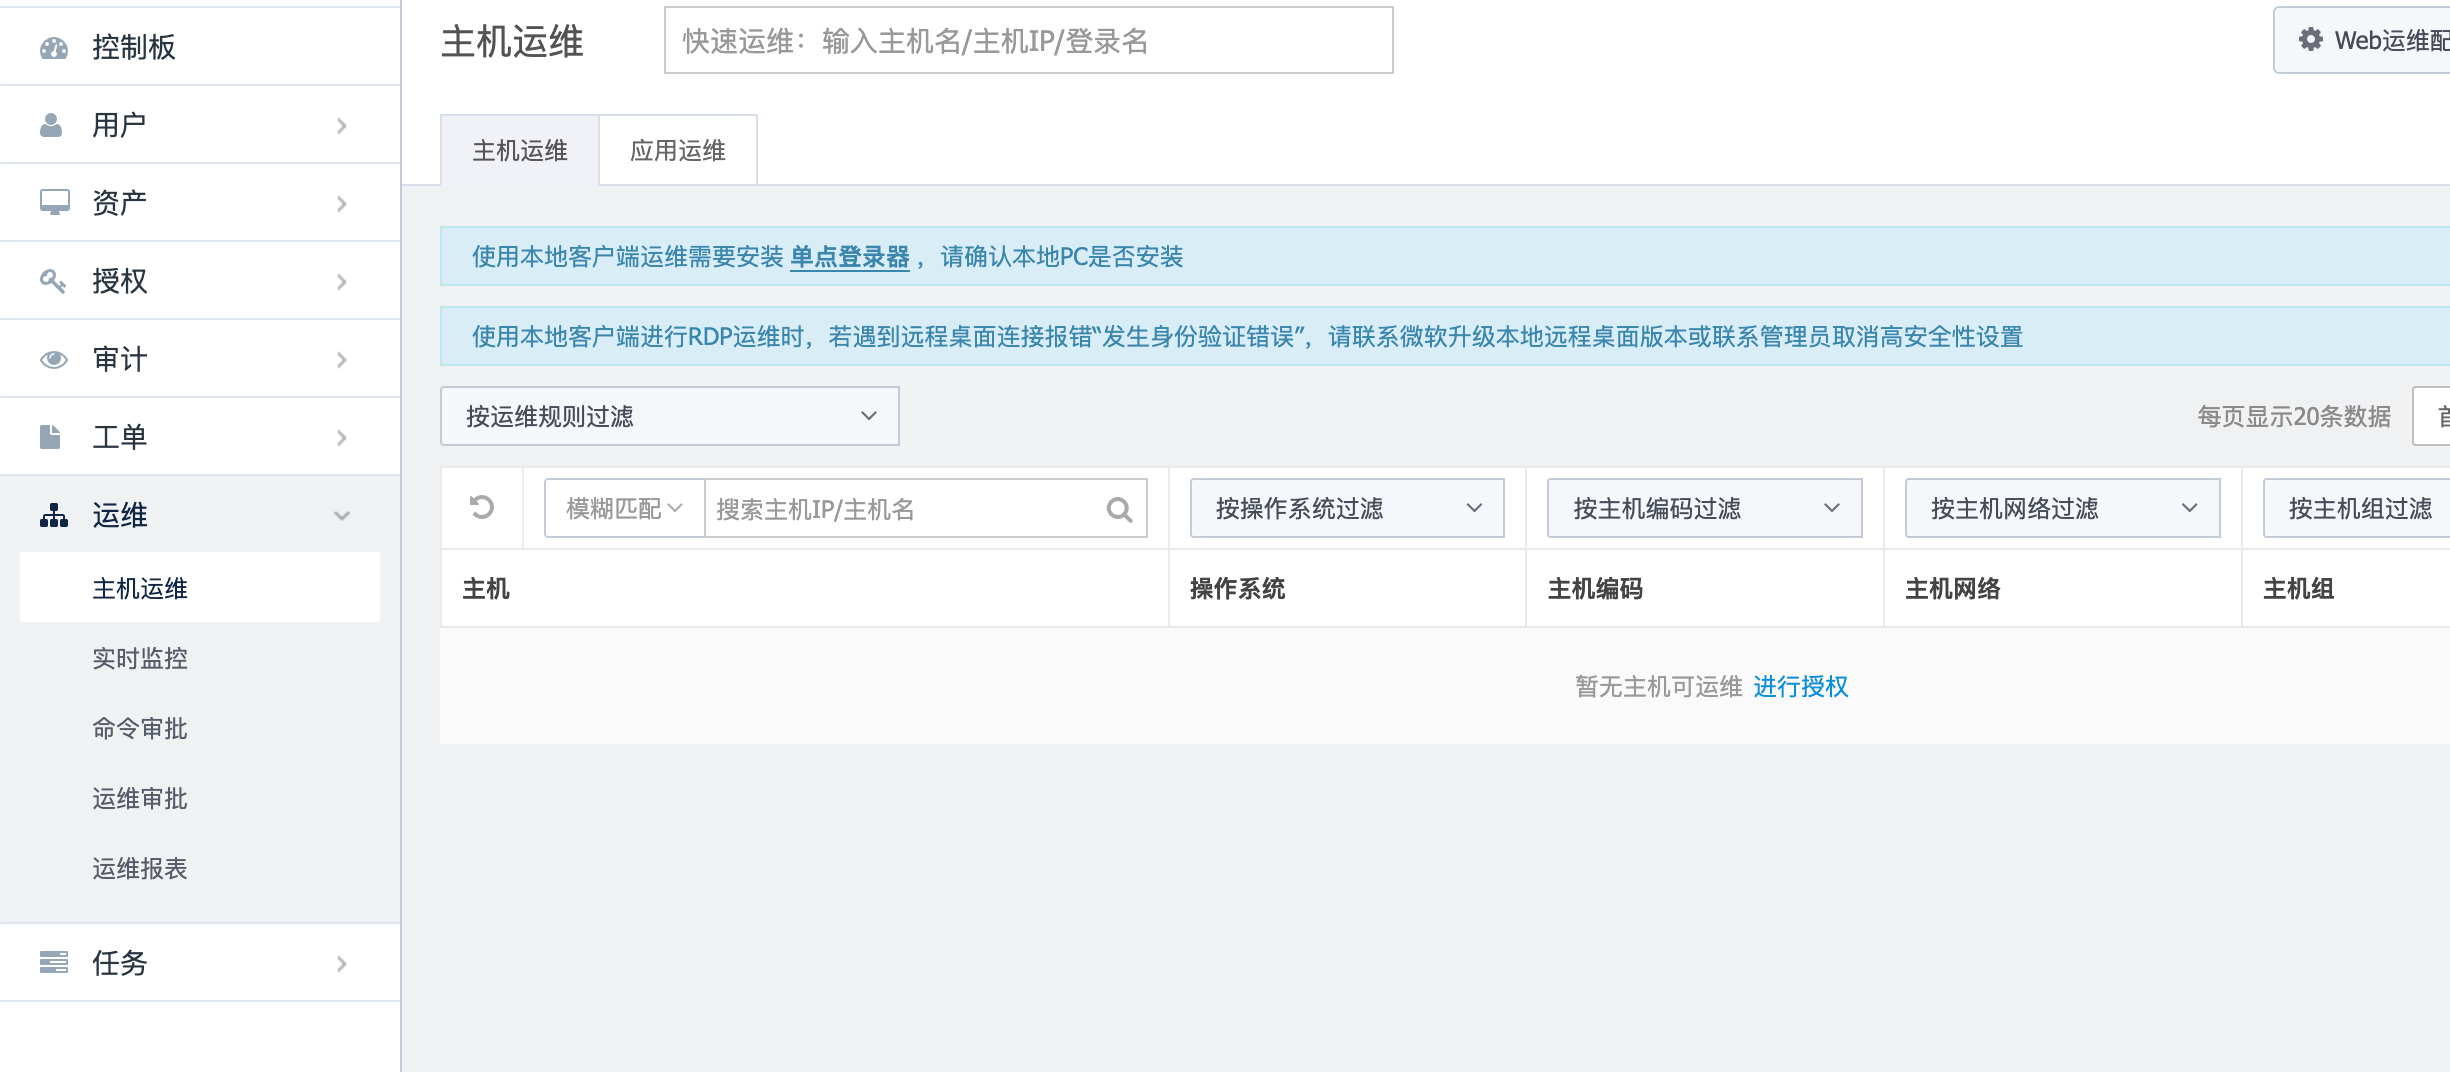 控制板
用户
资产
授权
审计
工单
运维
主机运维
实时监控
命令审批
运维审批
运维报表
任务
主机运维
快速运维：输入主机名/主机IP/登录名
Web运维配
主机运维
应用运维
使用本地客户端运维需要安装 单点登录器 ，请确认本地PC是否安装
使用本地客户端进行RDP运维时，若遇到远程桌面连接报错“发生身份验证错误”，请联系微软升级本地远程桌面版本或联系管理员取消高安全性设置
按运维规则过滤
每页显示20条数据
首
模糊匹配
搜索主机IP/主机名
按操作系统过滤
按主机编码过滤
按主机网络过滤
按主机组过滤
主机
操作系统
主机编码
主机网络
主机组
暂无主机可运维 进行授权